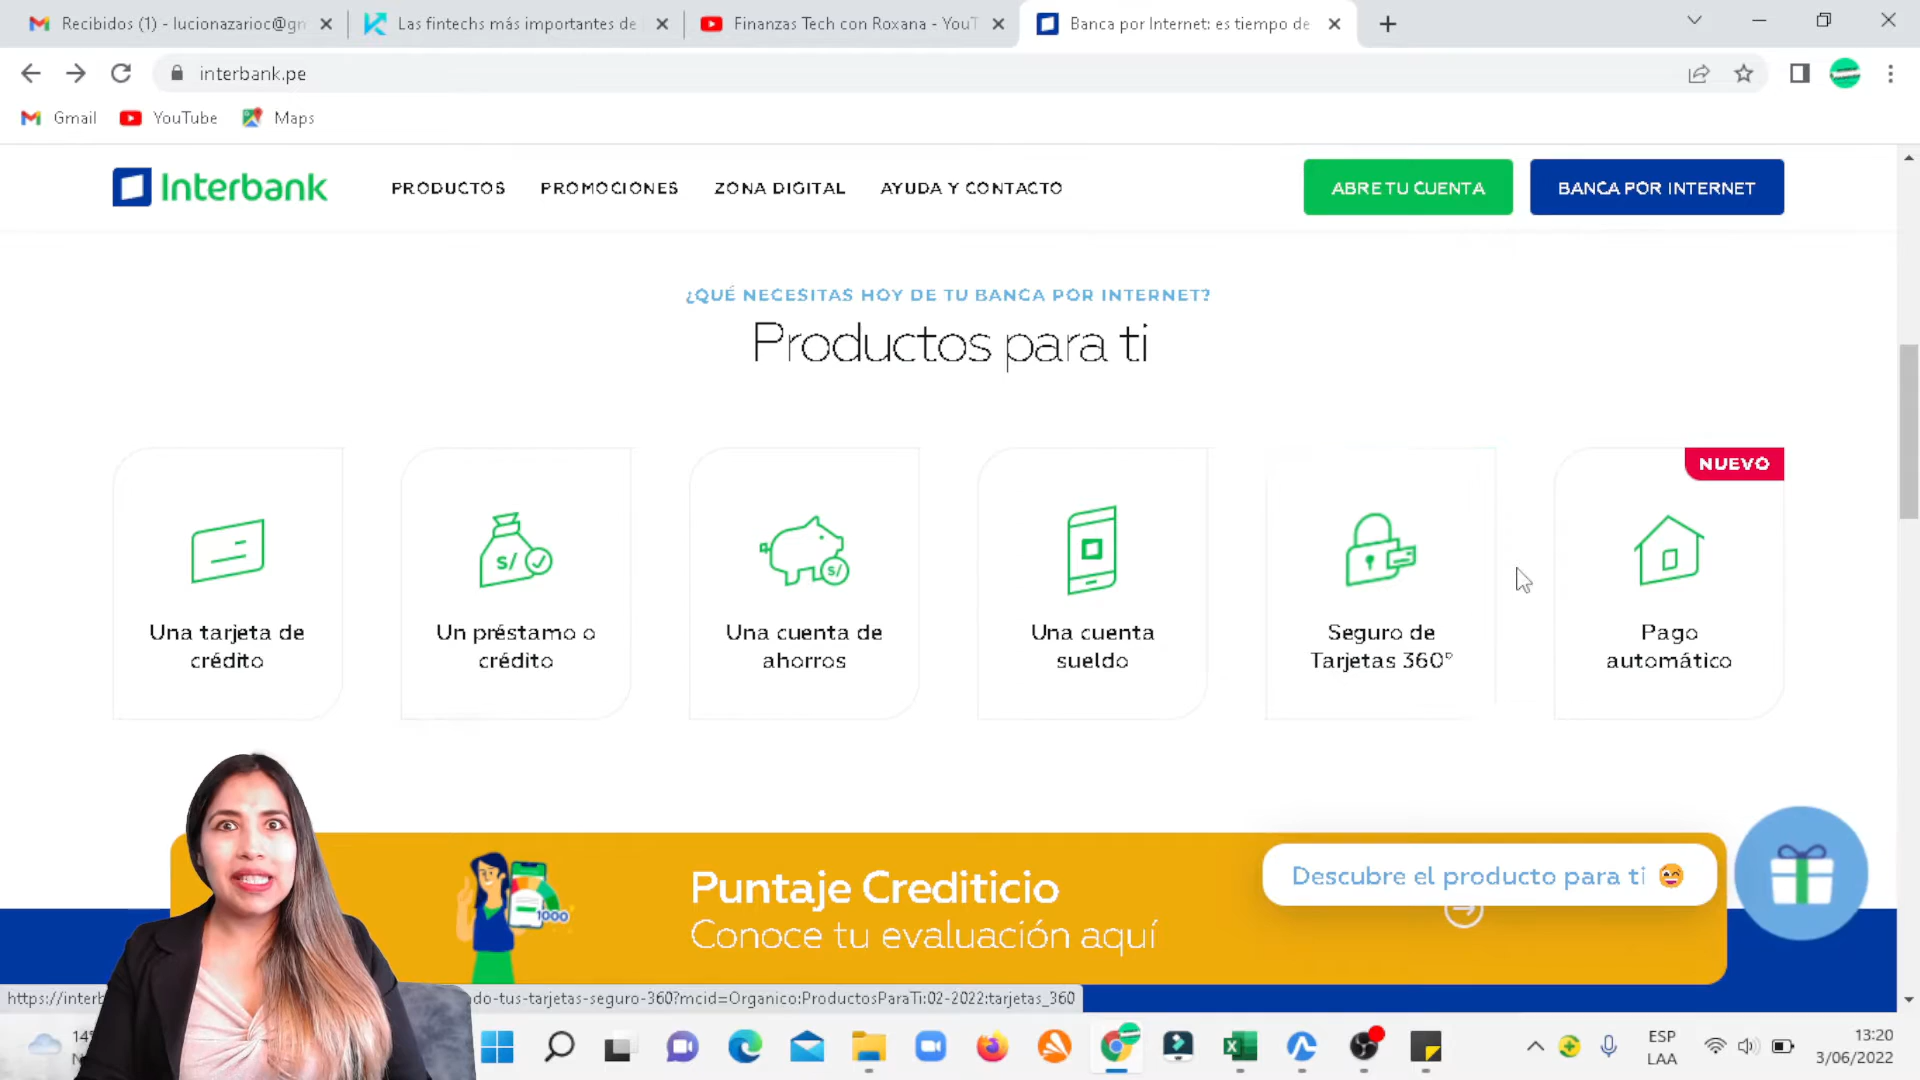 Recibidos (1) - lucionazarioc@gn
Las fintechs más importantes de
Finanzas Tech con Roxana - YouT
Banca por Internet: es tiempo de
interbank.pe
Gmail
YouTube
Maps
Interbank
PRODUCTOS
PROMOCIONES
ZONA DIGITAL
AYUDA Y CONTACTO
ABRE TU CUENTA
BANCA POR INTERNET
¿QUÉ NECESITAS HOY DE TU BANCA POR INTERNET?
Productos para ti
NUEVO
S/
S/
Una tarjeta de
crédito
Un préstamo o
crédito
Una cuenta de
ahorros
Una cuenta
sueldo
Seguro de
Tarjetas 360°
Pago
automático
1000
Puntaje Crediticio
Conoce tu evaluación aquí
Descubre el producto para ti
https://interb
do-tus-tarjetas-seguro-360?mcid=Organico:ProductosParaTi:02-2022:tarjetas_360
14°
ESP
LAA
13:20
3/06/2022